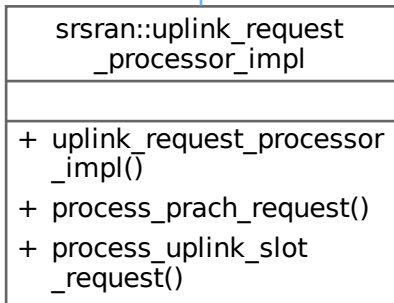 srsran::uplink_request
_processor_impl
+ uplink_request_processor
_impl()
+ process_prach_request()
+ process_uplink_slot
_request()